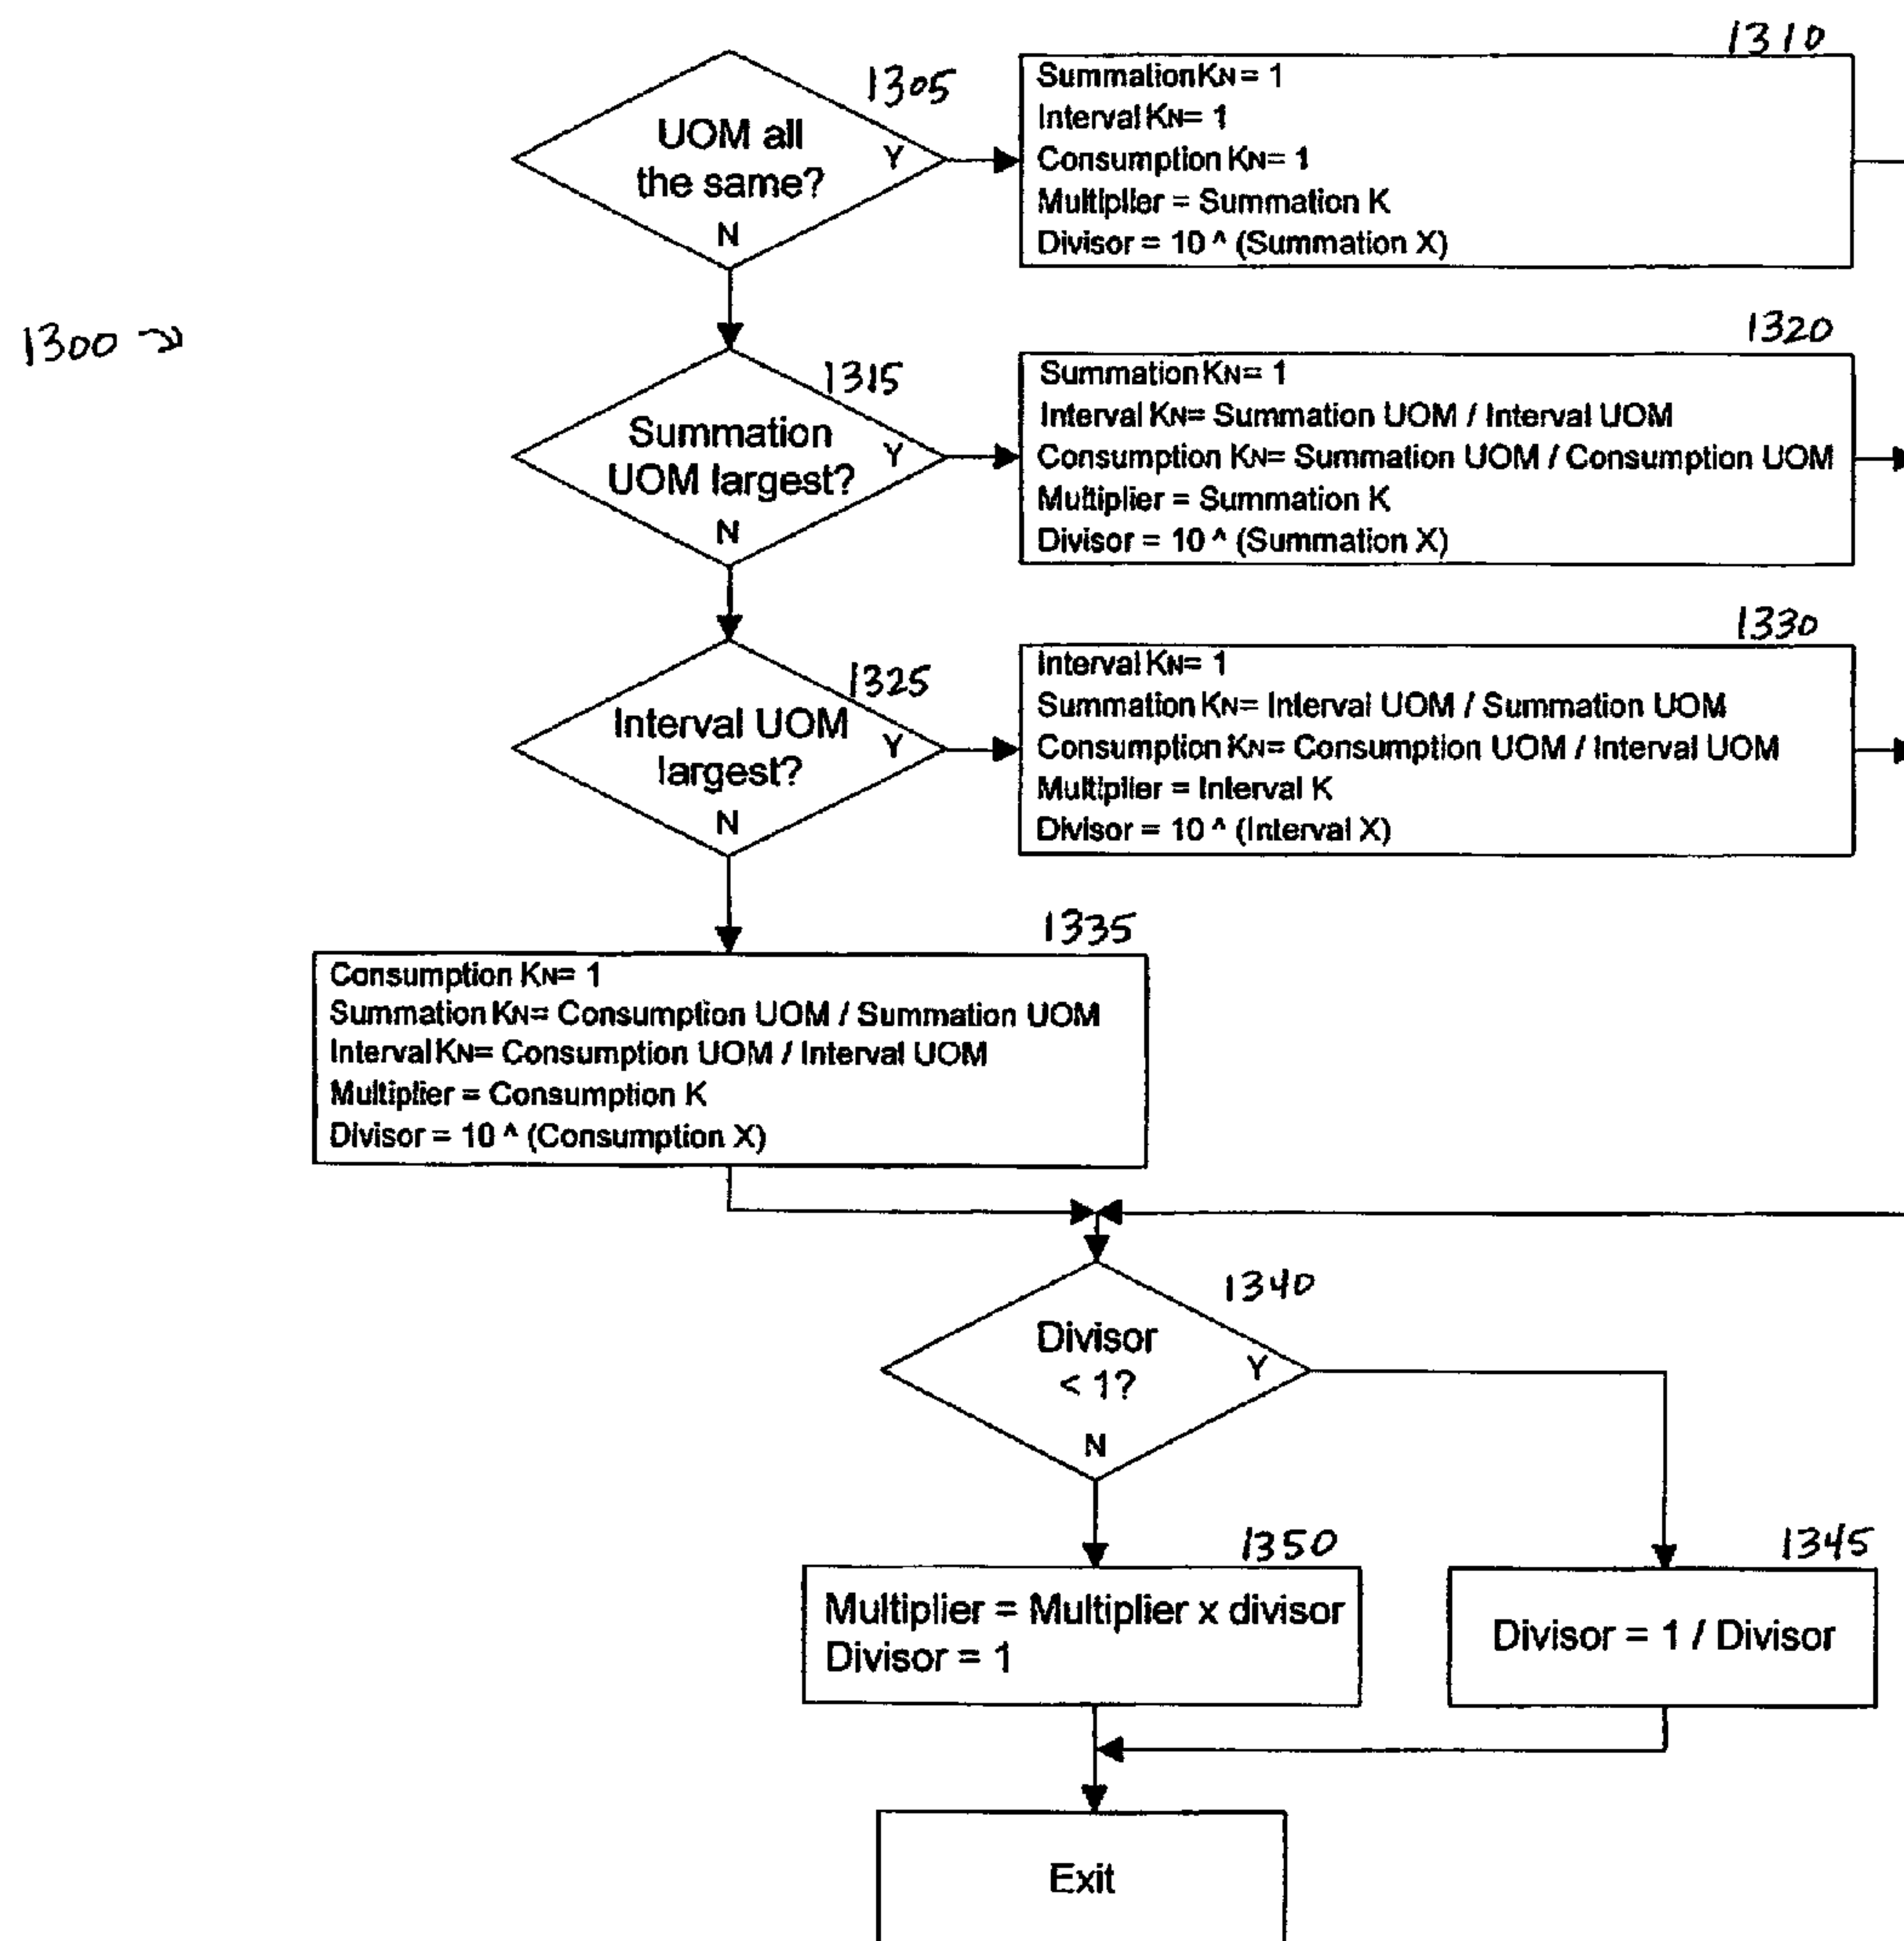 1300
1305
UOM all
the same?
Y
N
1310
Summation KN= 1
Interval KN= 1
Consumption KN= 1
Multiplier = Summation K
Divisor = 10 ^ (Summation X)
1315
Summation
UOM largest?
Y
N
1320
Summation KN= 1
Interval KN= Summation UOM / Interval UOM
Consumption KN= Summation UOM / Consumption UOM
Multiplier = Summation K
Divisor = 10 ^ (Summation X)
1325
Interval UOM
largest?
Y
N
1330
Interval KN= 1
Summation KN= Interval UOM / Summation UOM
Consumption KN= Consumption UOM / Interval UOM
Multiplier = Interval K
Divisor = 10 ^ (Interval X)
1335
Consumption KN= 1
Summation KN= Consumption UOM / Summation UOM
Interval KN= Consumption UOM / Interval UOM
Multiplier = Consumption K
Divisor = 10 ^ (Consumption X)
1340
Divisor
< 1?
Y
N
1350
Multiplier = Multiplier x divisor
Divisor = 1
1345
Divisor = 1 / Divisor
Exit